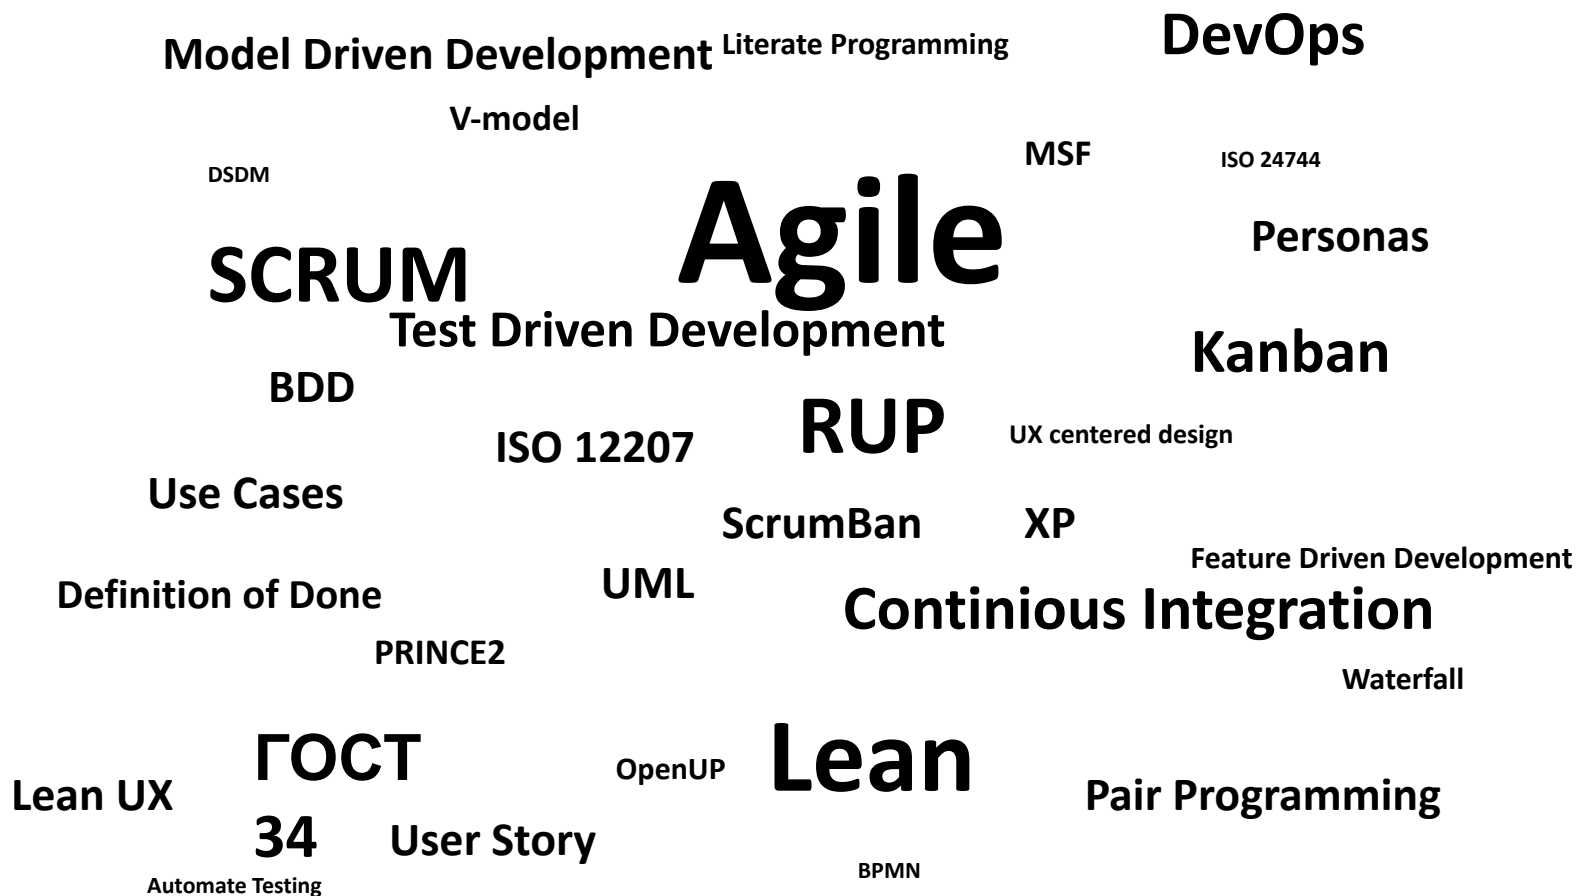 DevOps
Model Driven Development
Literate Programming
V-model
MSF
ISO 24744
DSDM
Agile
Personas
SCRUM
Test Driven Development
Kanban
BDD
RUP
UX centered design
ISO 12207
Use Cases
ScrumBan
XP
Feature Driven Development
UML
Definition of Done
Continious Integration
PRINCE2
Waterfall
Lean
ГОСТ
34
OpenUP
Lean UX
Pair Programming
User Story
BPMN
Automate Testing